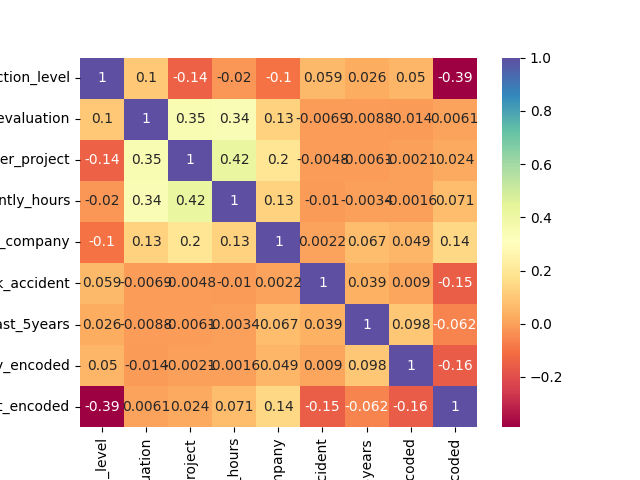 ction_level 1 0.1 -0.14 -0.02 -0.1 0.059 0.026 0.05 -0.39
evaluation 0.1 1 0.35 0.34 0.13 -0.0069 -0.0088 -0.014 0.0061
er_project -0.14 0.35 1 0.42 0.2 -0.0048 -0.0061 -0.0021 0.024
ntly_hours -0.02 0.34 0.42 1 0.13 -0.01 -0.0034 -0.0016 0.071
_company -0.1 0.13 0.2 0.13 1 0.0022 0.067 0.049 0.14
k_accident 0.059 -0.0069 -0.0048 -0.01 0.0022 1 0.039 0.009 -0.15
ast_5years 0.026 -0.0088 -0.0061 -0.0034 0.067 0.039 1 0.098 -0.062
y_encoded 0.05 -0.014 -0.0021 -0.0016 0.049 0.009 0.098 1 -0.16
t_encoded -0.39 0.0061 0.024 0.071 0.14 -0.15 -0.062 -0.16 1
_level
uation
roject
_hours
mpany
cident
years
coded
coded
1.0
0.8
0.6
0.4
0.2
0.0
−0.2